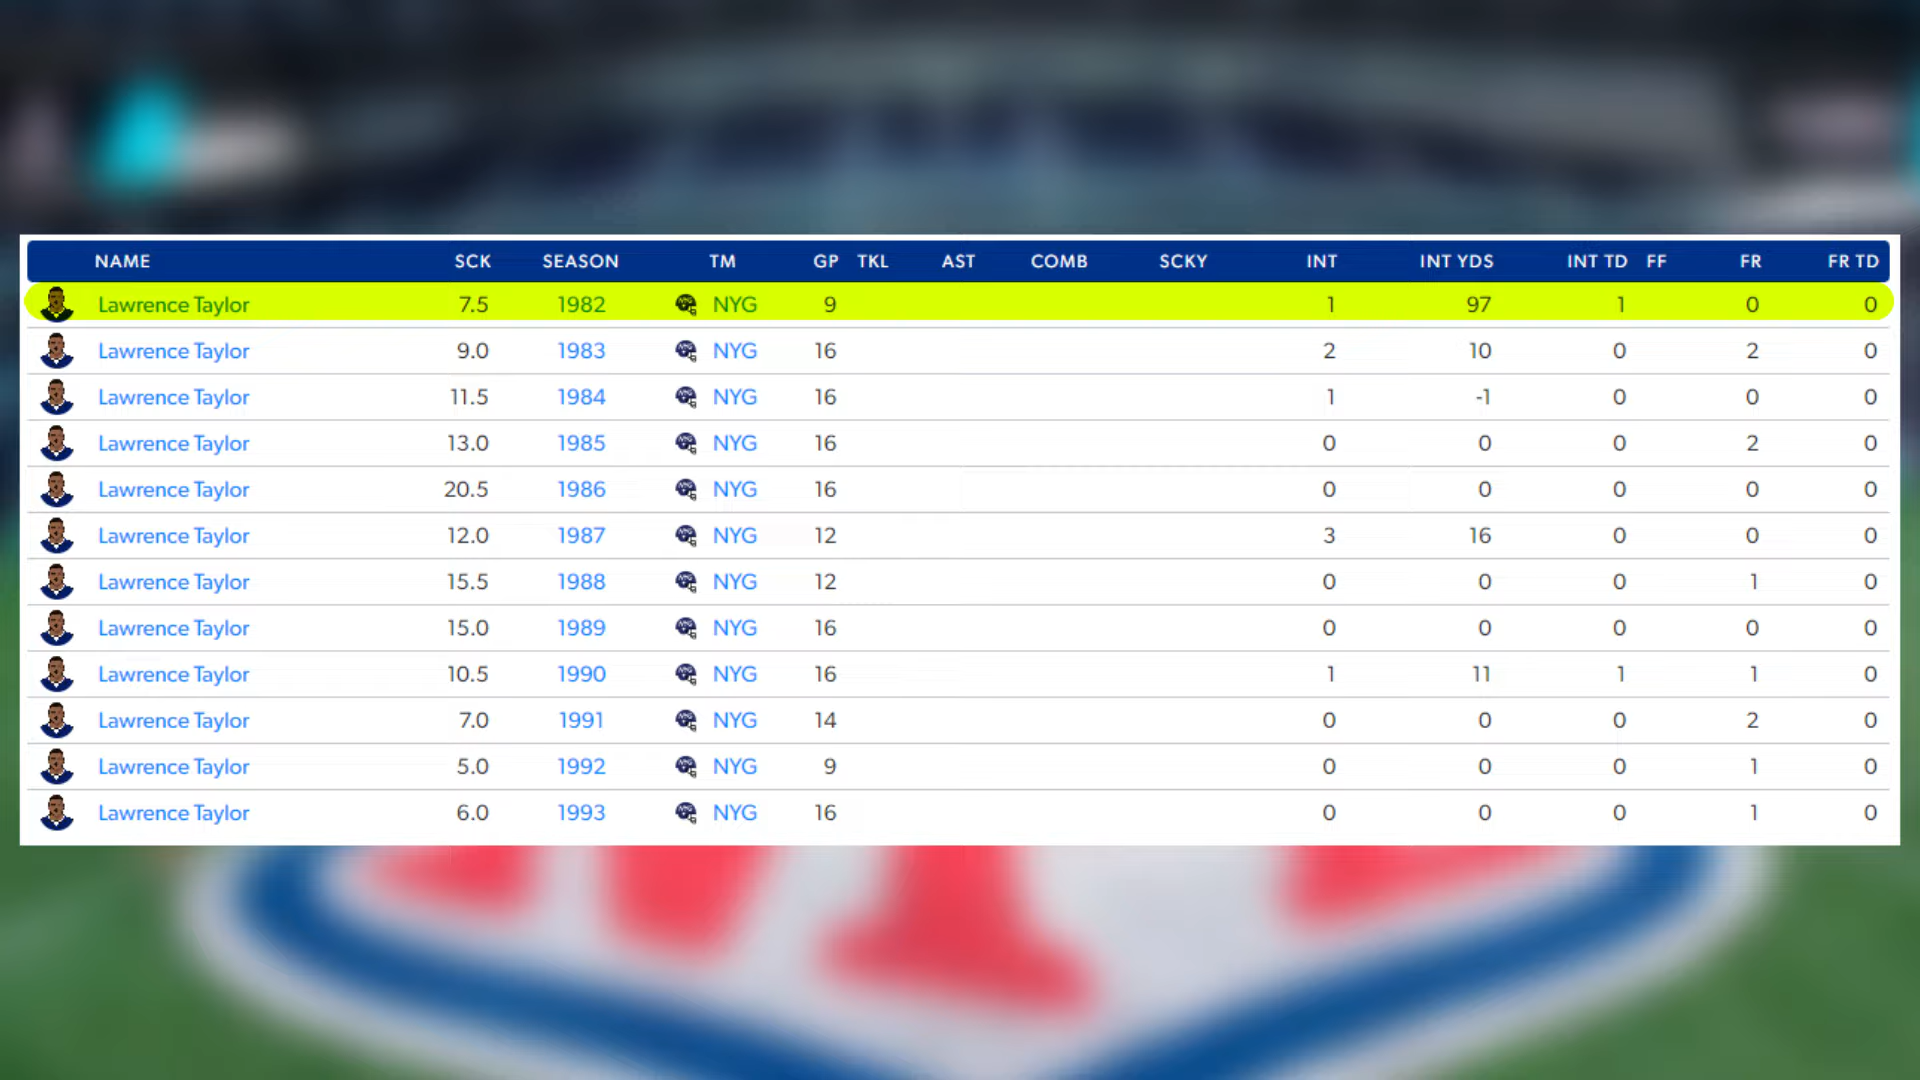 NAME SCK SEASON TM GP TKL AST COMB SCKY INT INT YDS INT TD FF FR FR TD
Lawrence Taylor 7.5 1982 NYG 9 1 97 1 0 0
Lawrence Taylor 9.0 1983 NYG 16 2 10 0 2 0
Lawrence Taylor 11.5 1984 NYG 16 1 -1 0 0 0
Lawrence Taylor 13.0 1985 NYG 16 0 0 0 2 0
Lawrence Taylor 20.5 1986 NYG 16 0 0 0 0 0
Lawrence Taylor 12.0 1987 NYG 12 3 16 0 0 0
Lawrence Taylor 15.5 1988 NYG 12 0 0 0 1 0
Lawrence Taylor 15.0 1989 NYG 16 0 0 0 0 0
Lawrence Taylor 10.5 1990 NYG 16 1 11 1 1 0
Lawrence Taylor 7.0 1991 NYG 14 0 0 0 2 0
Lawrence Taylor 5.0 1992 NYG 9 0 0 0 1 0
Lawrence Taylor 6.0 1993 NYG 16 0 0 0 1 0